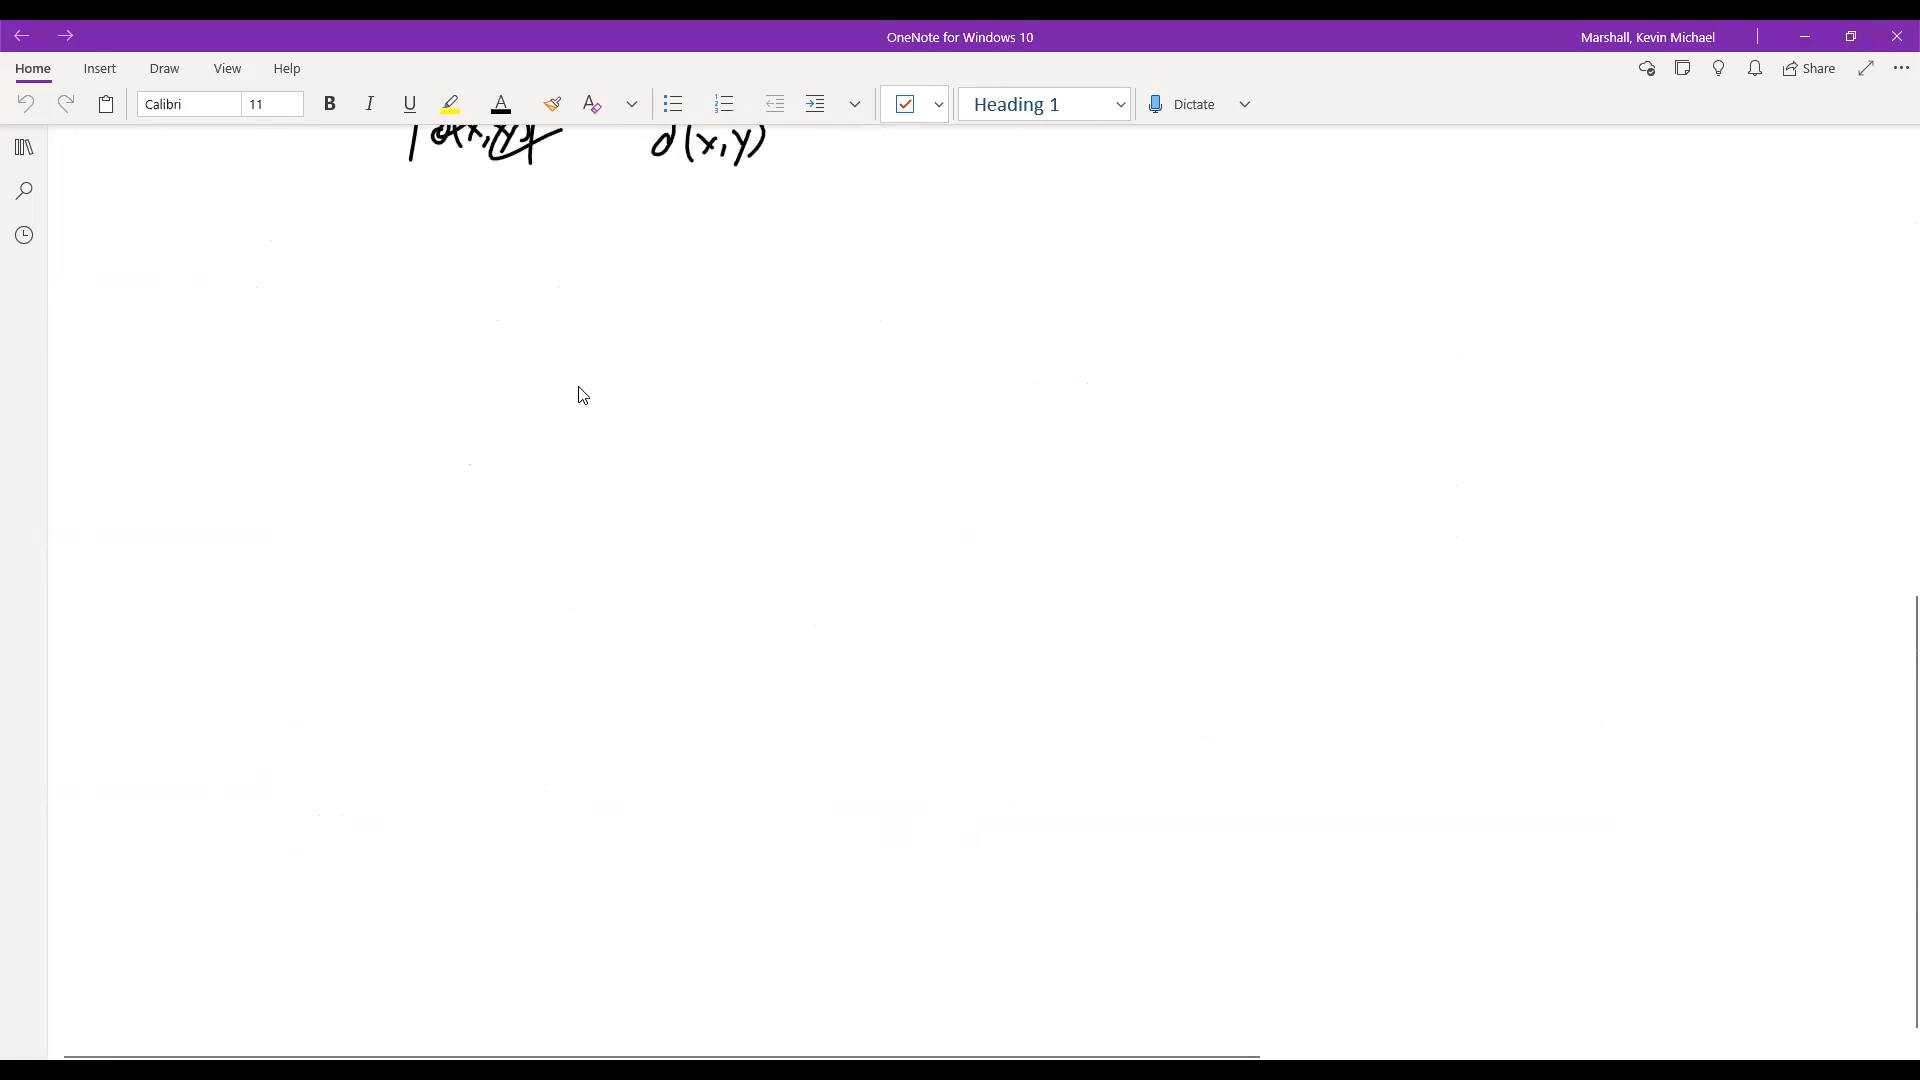 OneNote for Windows 10
Marshall, Kevin Michael
Home Insert Draw View Help
Share
Calibri 11 B I U A Heading 1 Dictate
d(x,y) d(x,y)